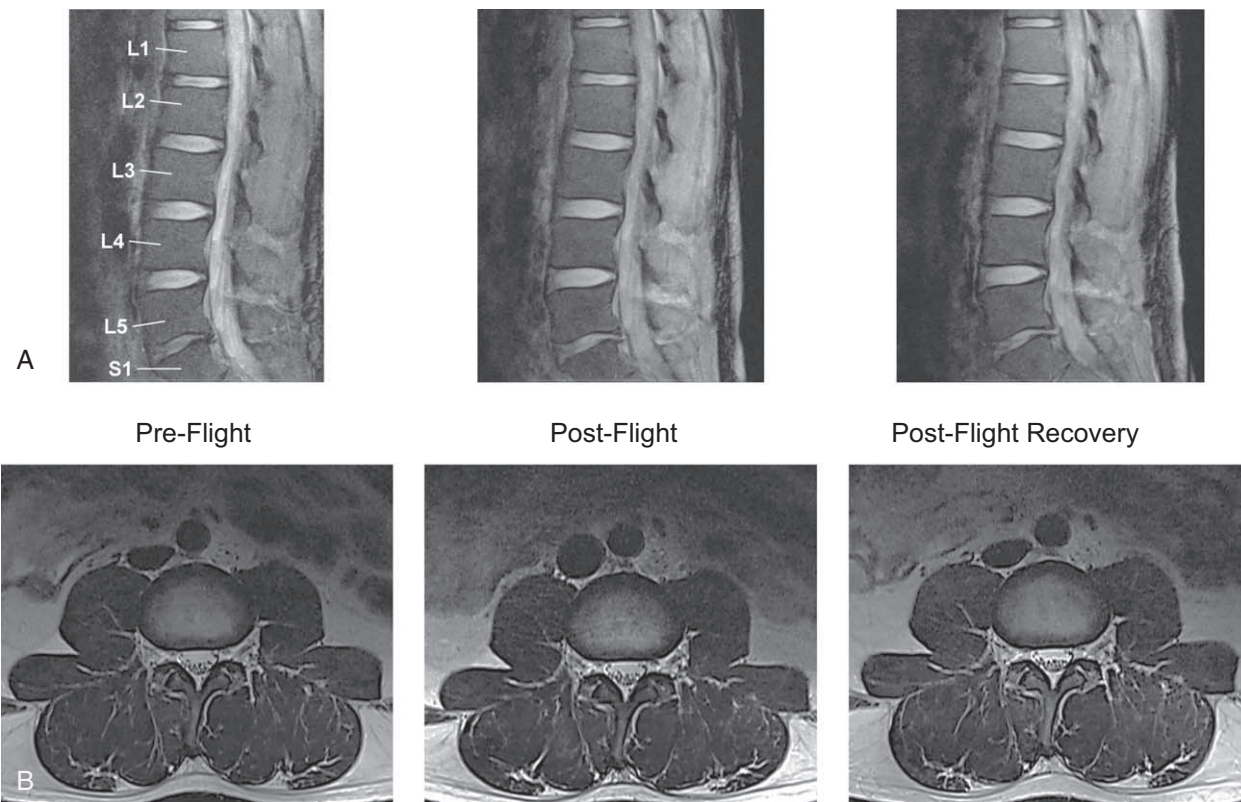 L1
L2
L3
L4
L5
S1
A
Pre-Flight
Post-Flight
Post-Flight Recovery
B